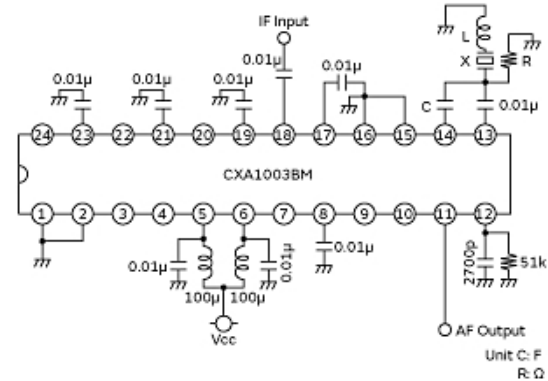 IF Input
L
X
R
0.01μ
0.01μ
0.01μ 0.01μ 0.01μ
C 0.01μ
24 23 22 21 20 19 18 17 16 15 14 13
CXA1003BM
1 2 3 4 5 6 7 8 9 10 11 12
0.01μ 0.01μ 0.01μ 2700p 51k
100μ 100μ
Vcc
AF Output
Unit C: F
R: Ω